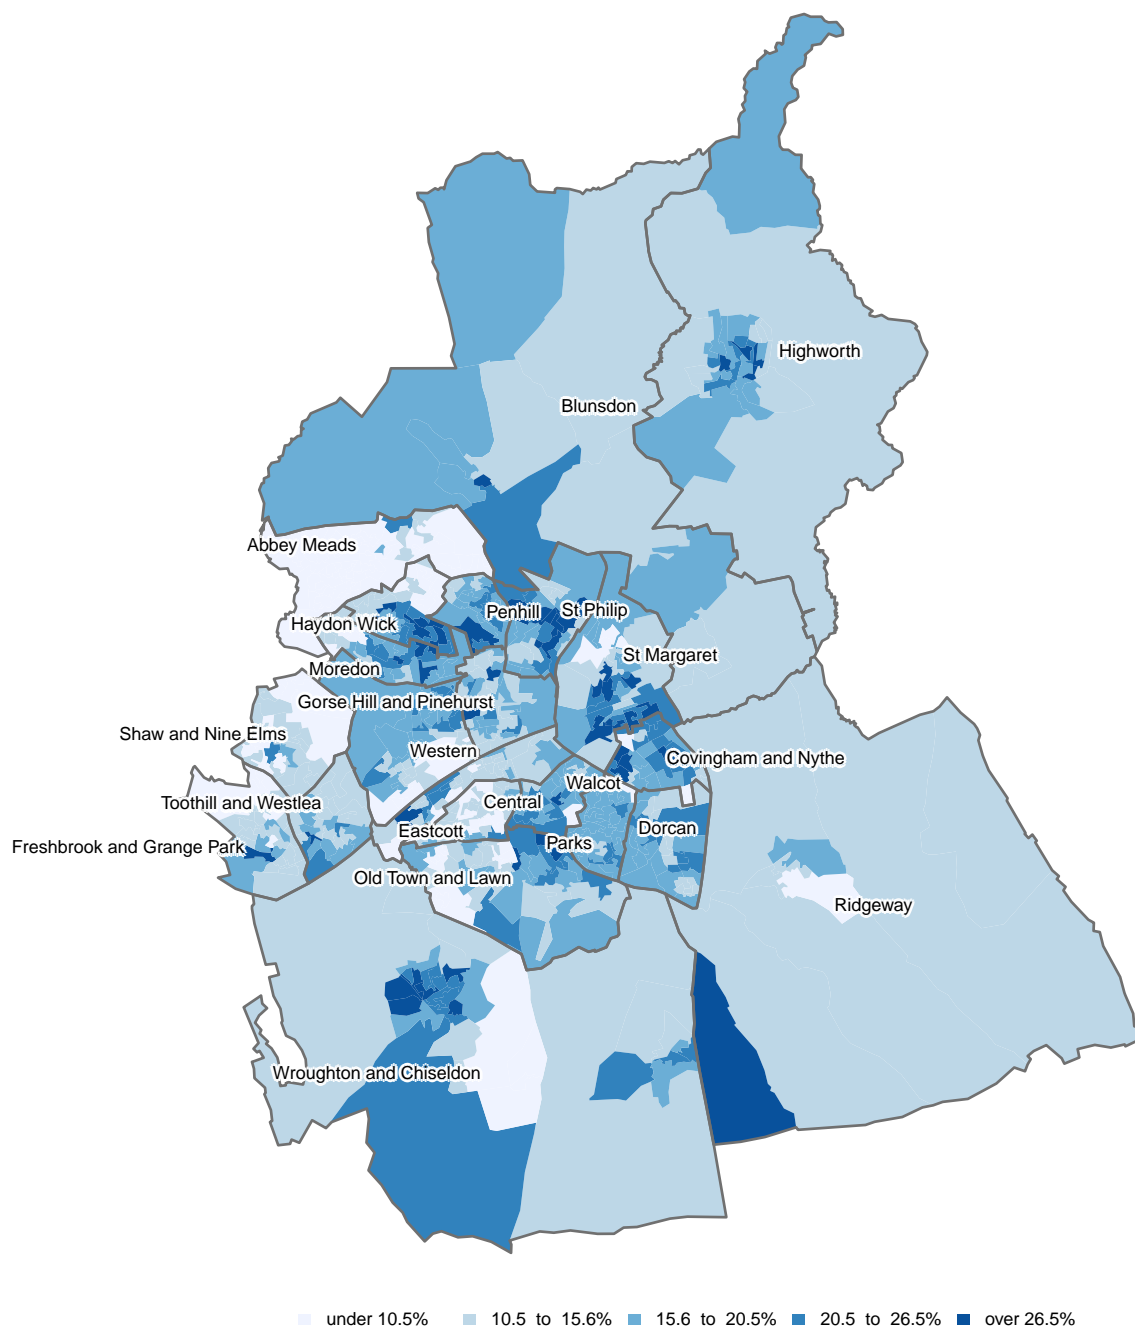 Highworth
Blunsdon
Abbey Meads
Penhill
St Philip
Haydon Wick
St Margaret
Moredon
Gorse Hill and Pinehurst
Shaw and Nine Elms
Western
Covingham and Nythe
Walcot
Toothill and Westlea
Central
Eastcott
Dorcan
Parks
Freshbrook and Grange Park
Old Town and Lawn
Ridgeway
Wroughton and Chiseldon
under 10.5%
10.5 to 15.6%
15.6 to 20.5%
20.5 to 26.5%
over 26.5%